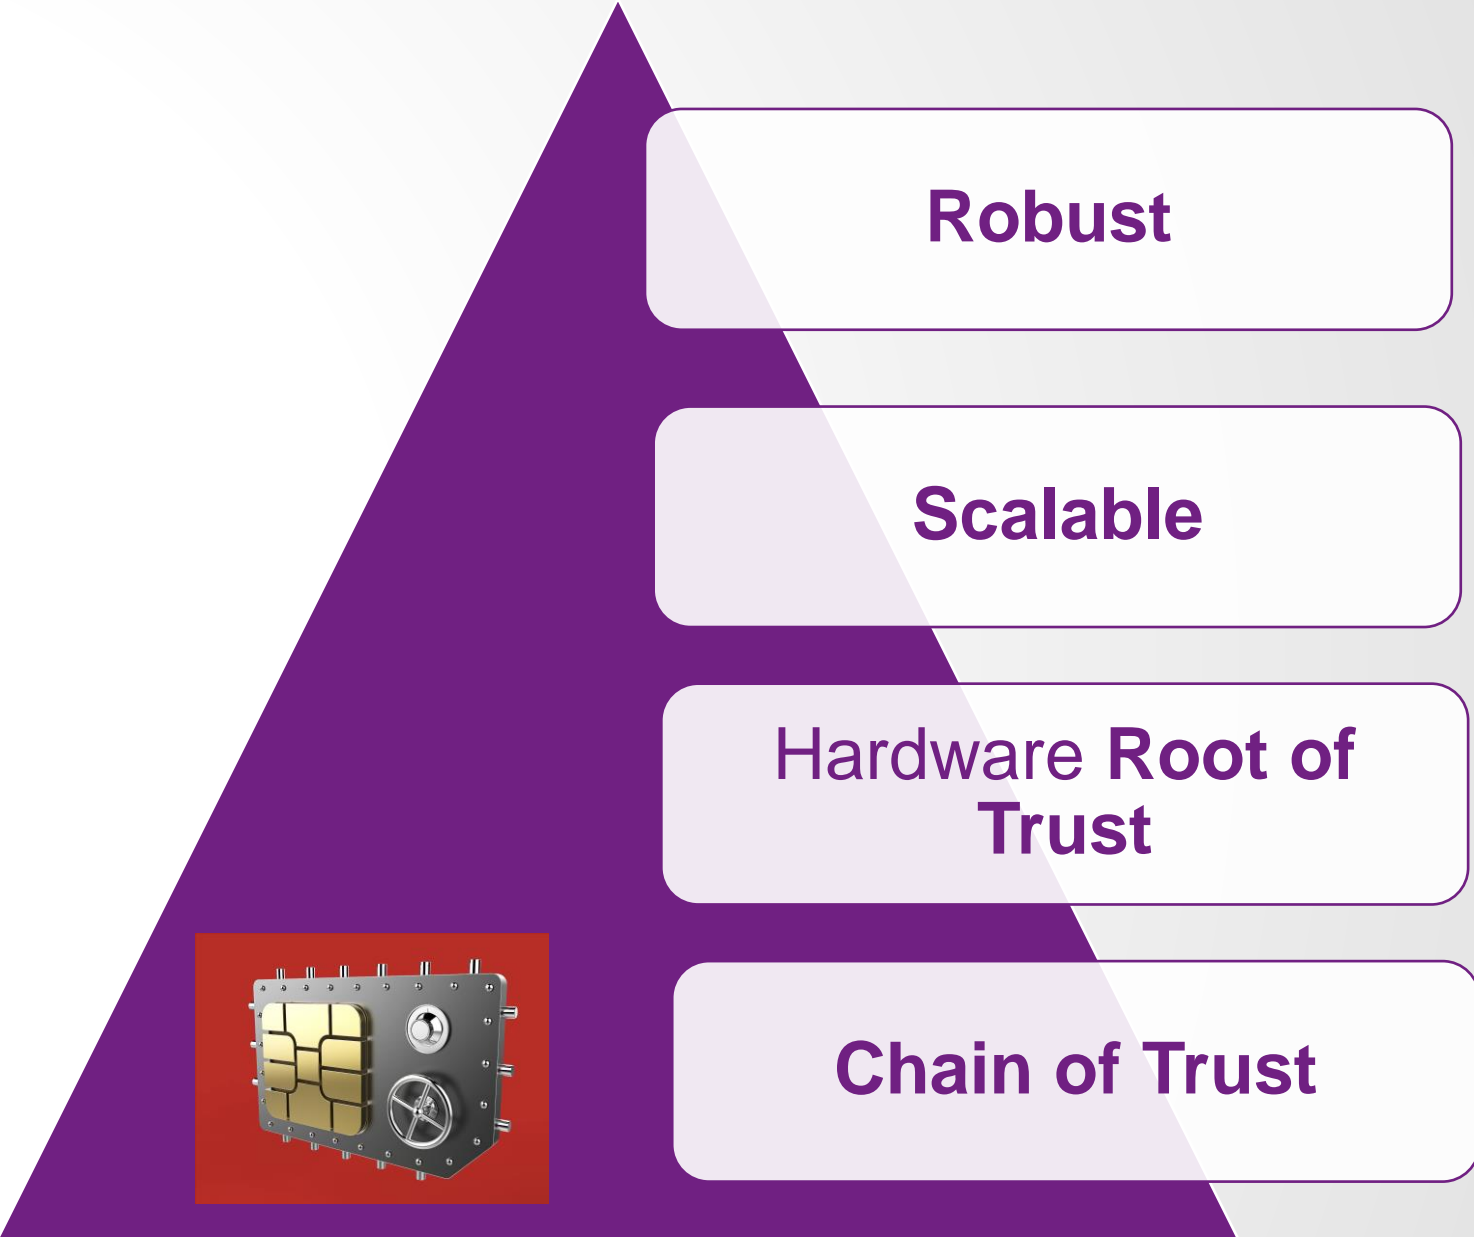 Robust
Scalable
Hardware Root of
Trust
Chain of Trust